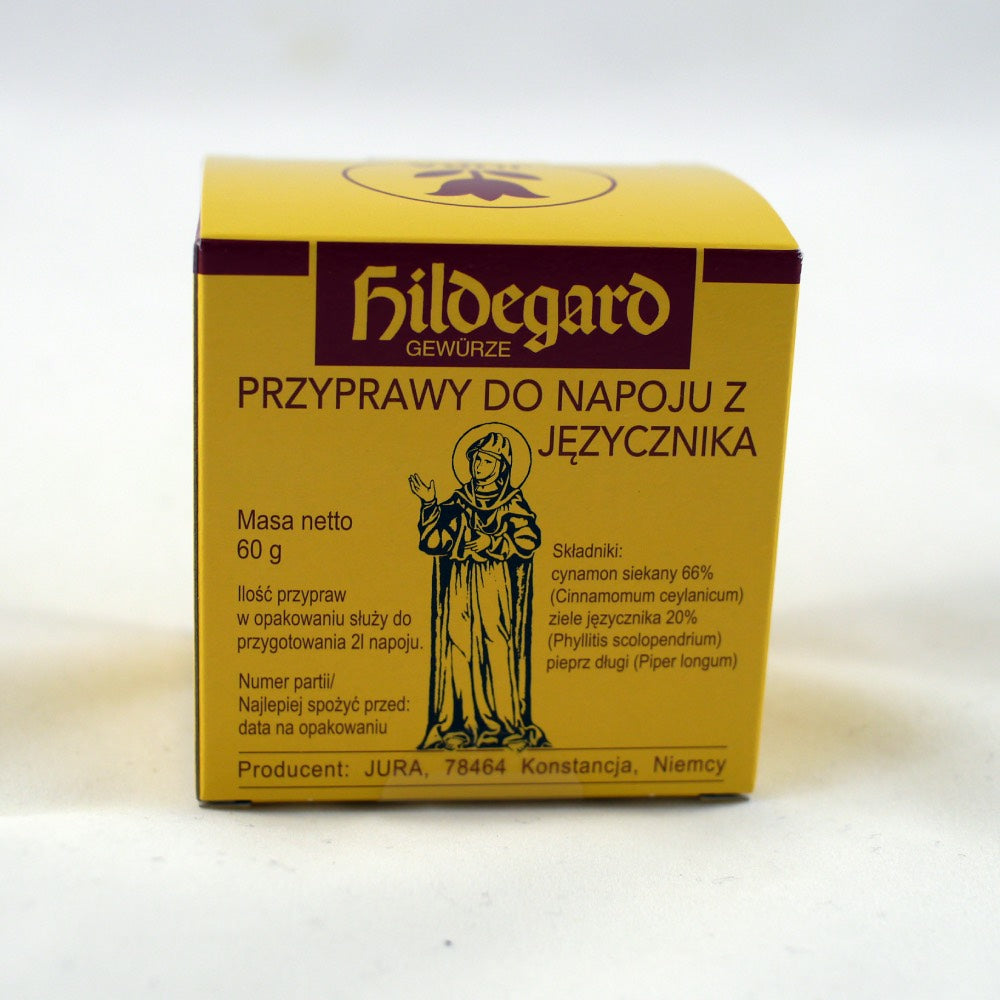 Hildegard
GEWÜRZE
PRZYPRAWY DO NAPOJU Z
JĘZYCZNIKA
Masa netto
60 g
Ilość przypraw
w opakowaniu służy do
przygotowania 2l napoju.
Numer partii/
Najlepiej spożyć przed:
data na opakowaniu
Składniki:
cynamon siekany 66%
(Cinnamomum ceylanicum)
ziele języcznika 20%
(Phyllitis scolopendrium)
pieprz długi (Piper longum)
Producent: JURA, 78464 Konstancja, Niemcy